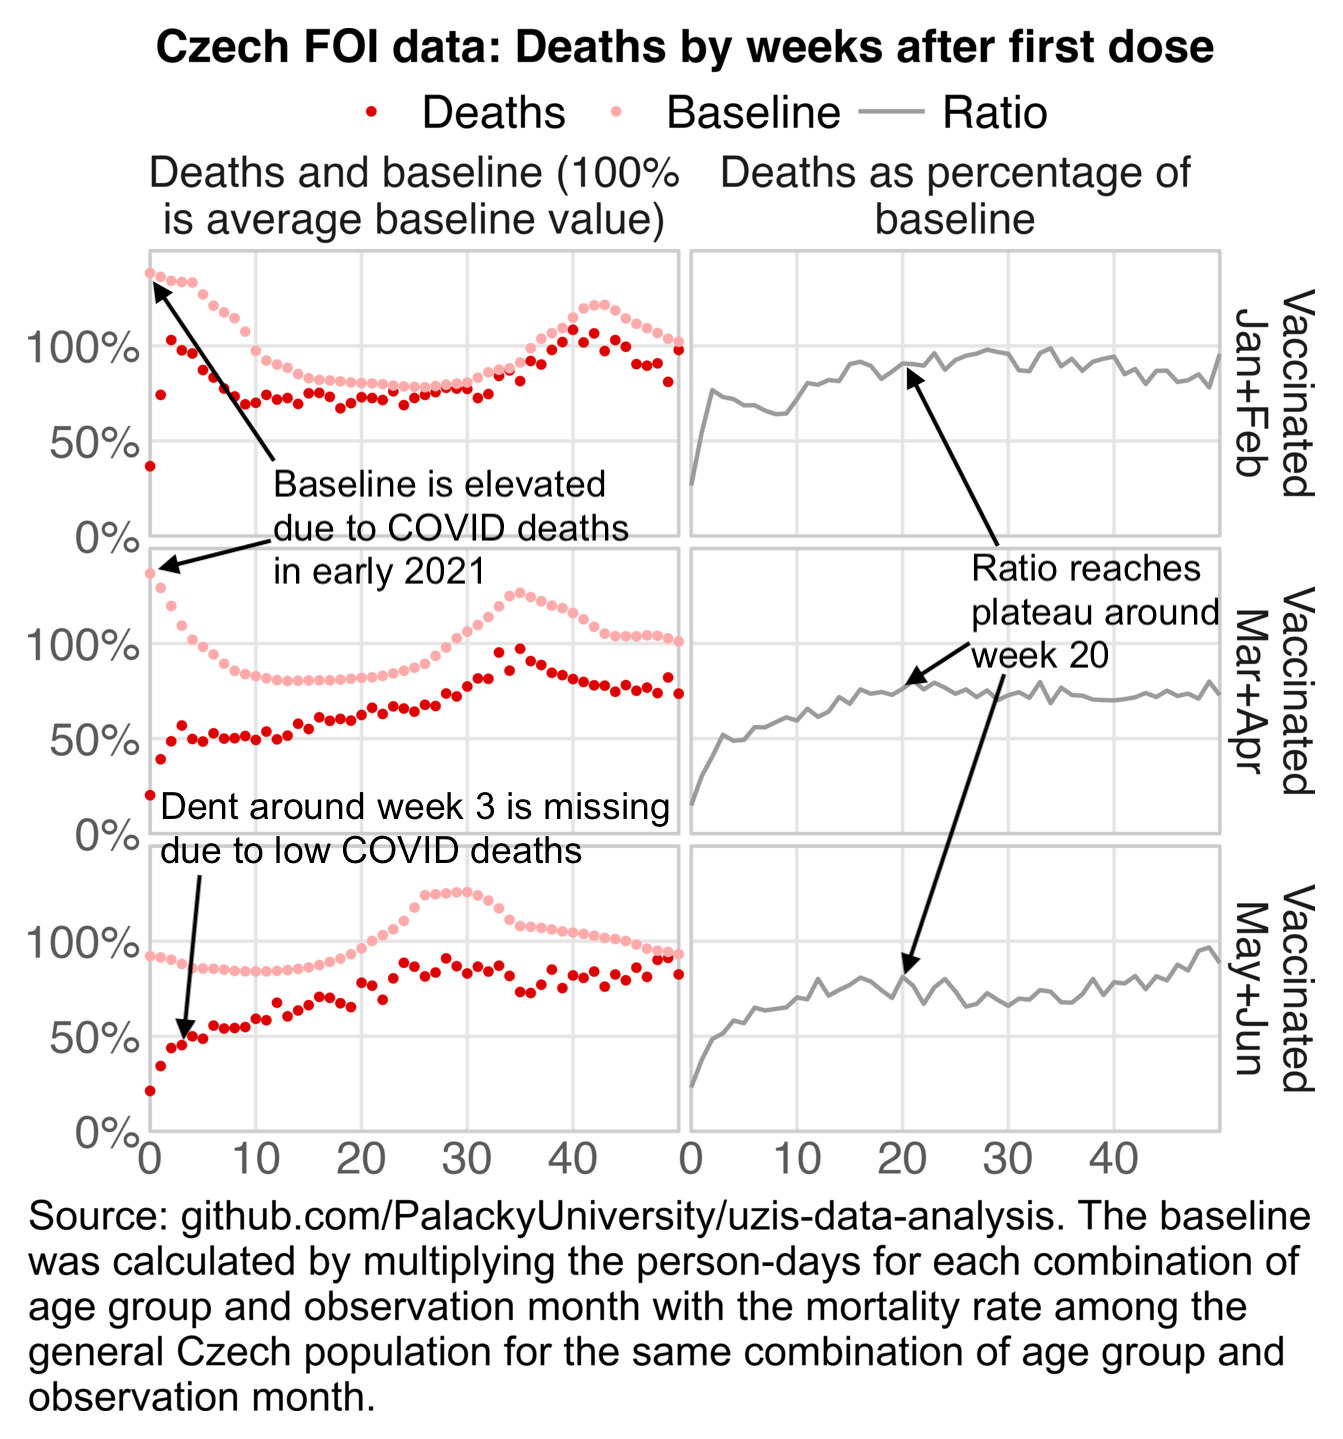 Czech FOI data: Deaths by weeks after first dose
Deaths
Baseline
Ratio
Deaths and baseline (100%
is average baseline value)
Deaths as percentage of
baseline
100%
50%
0%
Baseline is elevated
due to COVID deaths
in early 2021
Vaccinated
Jan+Feb
Ratio reaches
plateau around
week 20
100%
50%
0%
Vaccinated
Mar+Apr
Dent around week 3 is missing
due to low COVID deaths
100%
50%
0%
Vaccinated
May+Jun
0 10 20 30 40
0 10 20 30 40
Source: github.com/PalackyUniversity/uzis-data-analysis. The baseline
was calculated by multiplying the person-days for each combination of
age group and observation month with the mortality rate among the
general Czech population for the same combination of age group and
observation month.